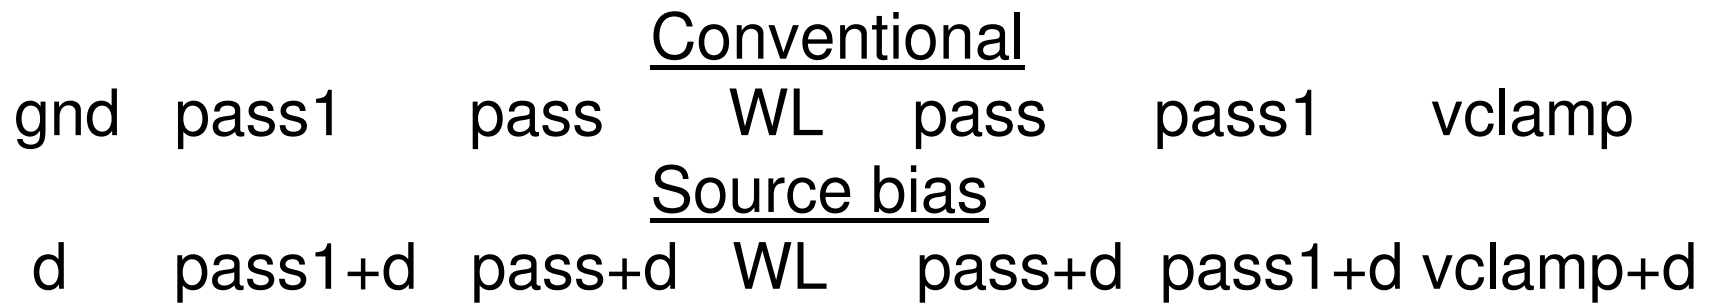 Conventional
gnd pass1 pass WL pass pass1 vclamp
Source bias
d pass1+d pass+d WL pass+d pass1+d vclamp+d